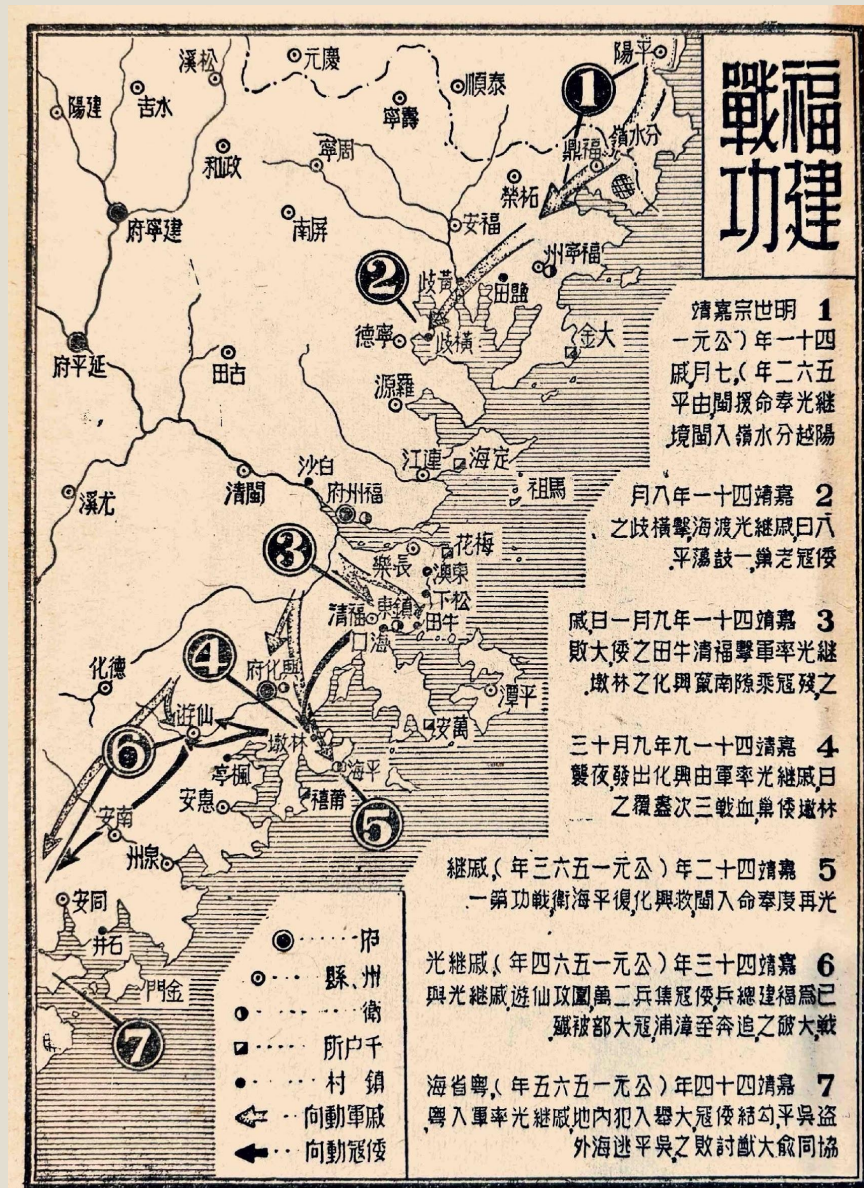 福建
戰功
平陽
慶元
松溪
泰順
建陽
水吉
壽寧
分水嶺
福鼎
政和
周寧
柘榮
建寧府
屏南
福安
福寧州
黃歧
鹽田
寧德
橫歧
大金
延平府
古田
羅源
連江
定海
馬祖
白沙
尤溪
閩清
福州府
梅花
長樂
東澳
松下
福清
鎮東
牛田
海口
德化
興化府
平潭
仙游
林墩
萬安
楓亭
平海
莆禧
惠安
南安
泉州
同安
石井
金門
1
2
3
4
5
6
7
1 明世宗嘉靖
四十一年(公元一
五六二年),七月,戚
繼光奉命援閩,由平
陽越分水嶺入閩境
2 嘉靖四十一年八月
八日,戚繼光渡海,擊橫歧之
倭寇老巢,一鼓蕩平.
3 嘉靖四十一年九月一日,戚
繼光率軍擊福清牛田之倭,大敗
之,殘寇乘隙南竄興化之林墩.
4 嘉靖四十一九年九月十三
日,戚繼光率軍由興化出發,夜襲
林墩倭巢,血戰三次,盡覆之
5 嘉靖四十二年(公元一五六三年),戚繼
光再度奉命入閩,救興化,復平海衛,戰功第一
6 嘉靖四十三年(公元一五六四年),戚繼光
已為福建總兵,倭寇集兵二萬,圍攻仙遊,戚繼光與
戰,大破之,追奔至漳浦,寇大部被殲
7 嘉靖四十四年(公元一五六五年),粵省海
盜吳平,勾結倭寇,大舉入犯內地,戚繼光率軍入粵,
協同俞大猷討敗之,吳平逃海外
府
州、縣
衛
千户所
鎮村
戚軍動向
倭寇動向